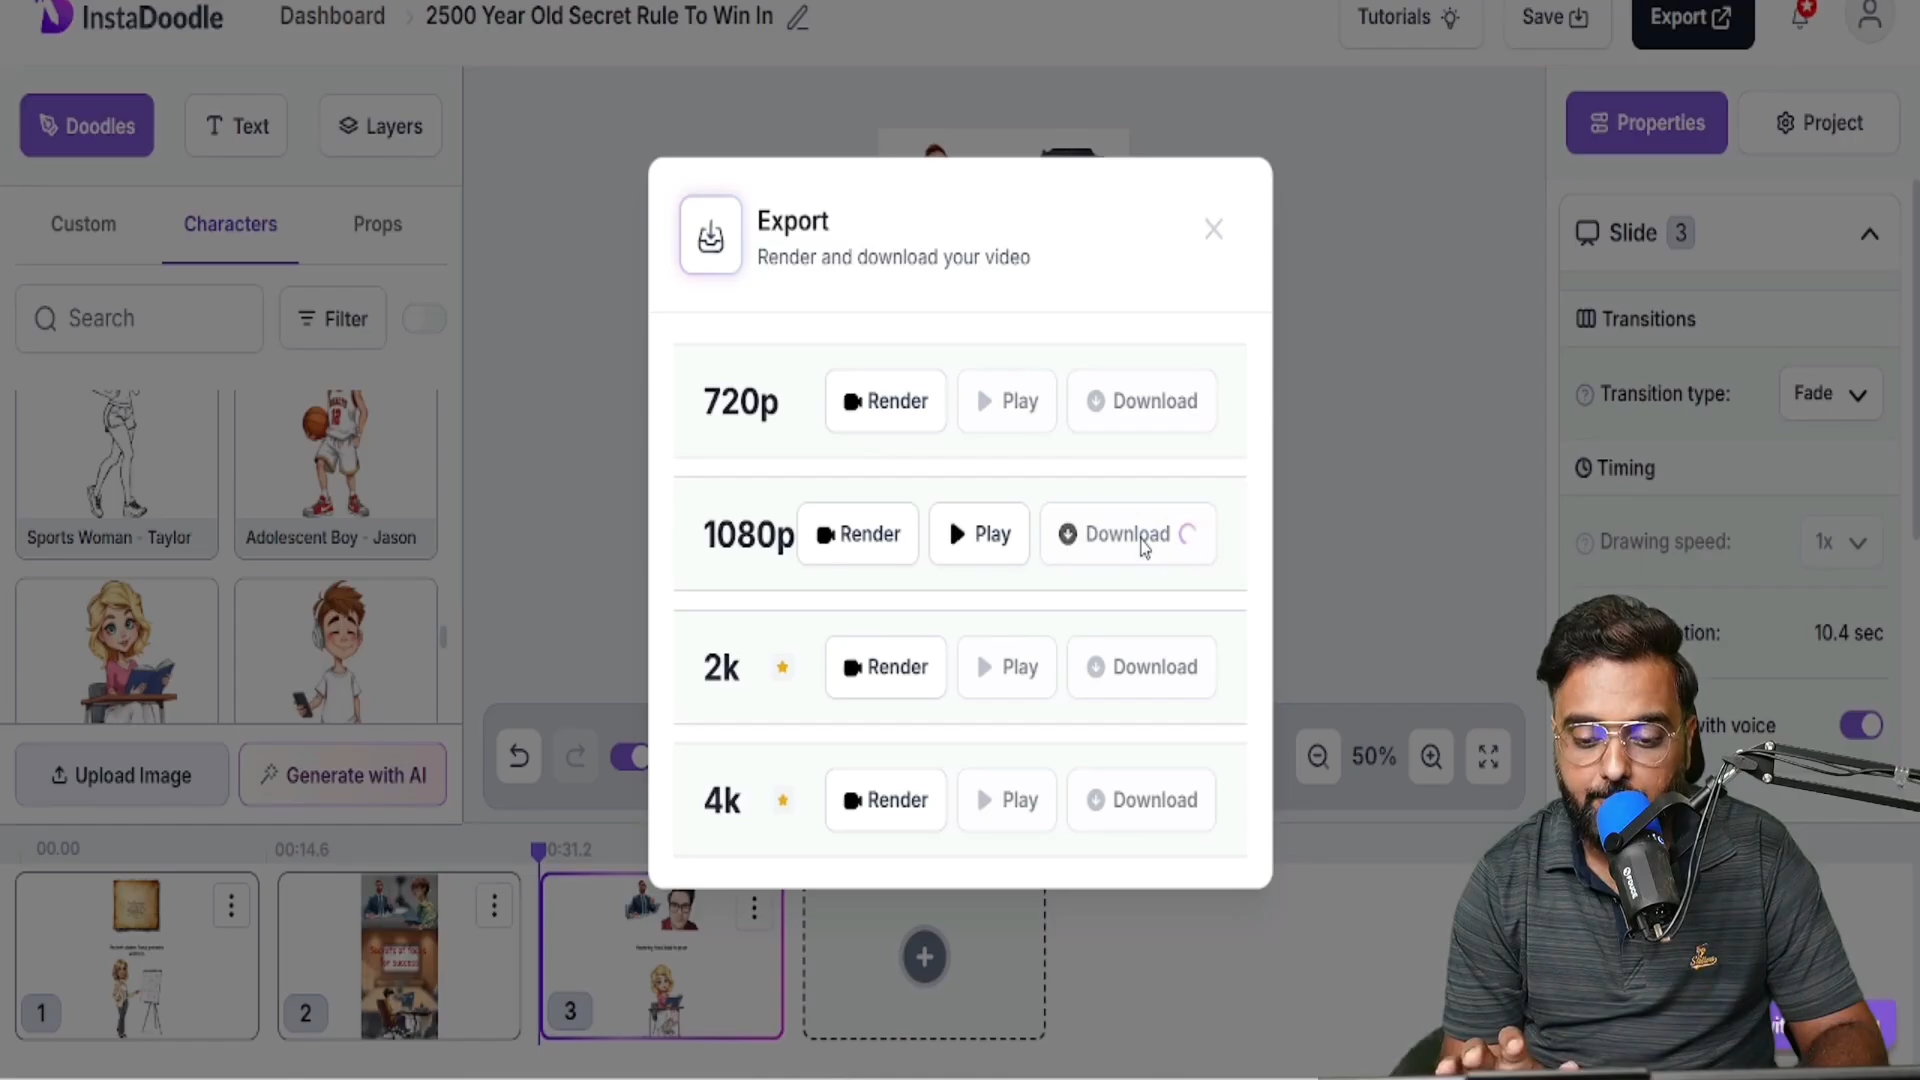 InstaDoodle
Dashboard
2500 Year Old Secret Rule To Win In
Tutorials
Save
Export
Doodles
Text
Layers
Properties
Project
Custom
Characters
Props
Search
Filter
Sports Woman - Taylor
Adolescent Boy - Jason
Upload Image
Generate with AI
Export
Render and download your video
720p
Render
Play
Download
1080p
Render
Play
Download
2k
Render
Play
Download
4k
Render
Play
Download
Slide 3
Transitions
Transition type:
Fade
Timing
Drawing speed:
1x
tion:
10.4 sec
with voice
50%
00.00
00:14.6
0:31.2
1
2
3